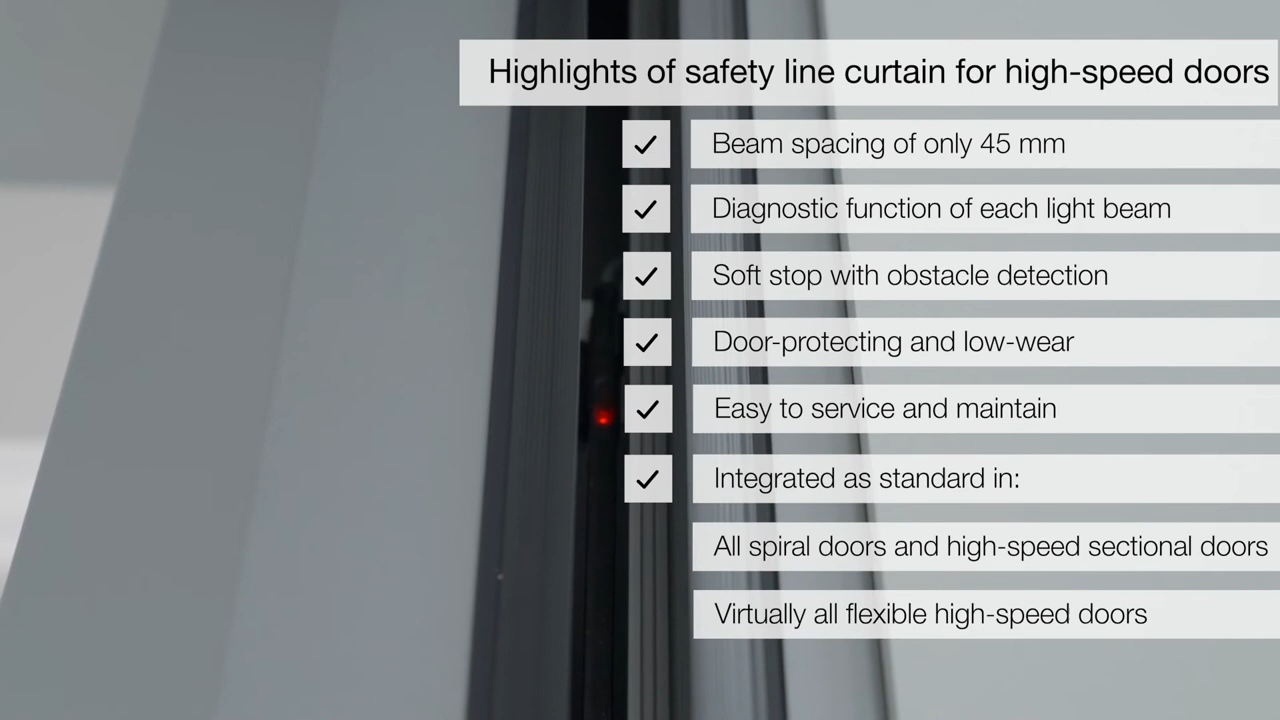 Highlights of safety line curtain for high-speed doors
Beam spacing of only 45 mm
Diagnostic function of each light beam
Soft stop with obstacle detection
Door-protecting and low-wear
Easy to service and maintain
Integrated as standard in:
All spiral doors and high-speed sectional doors
Virtually all flexible high-speed doors